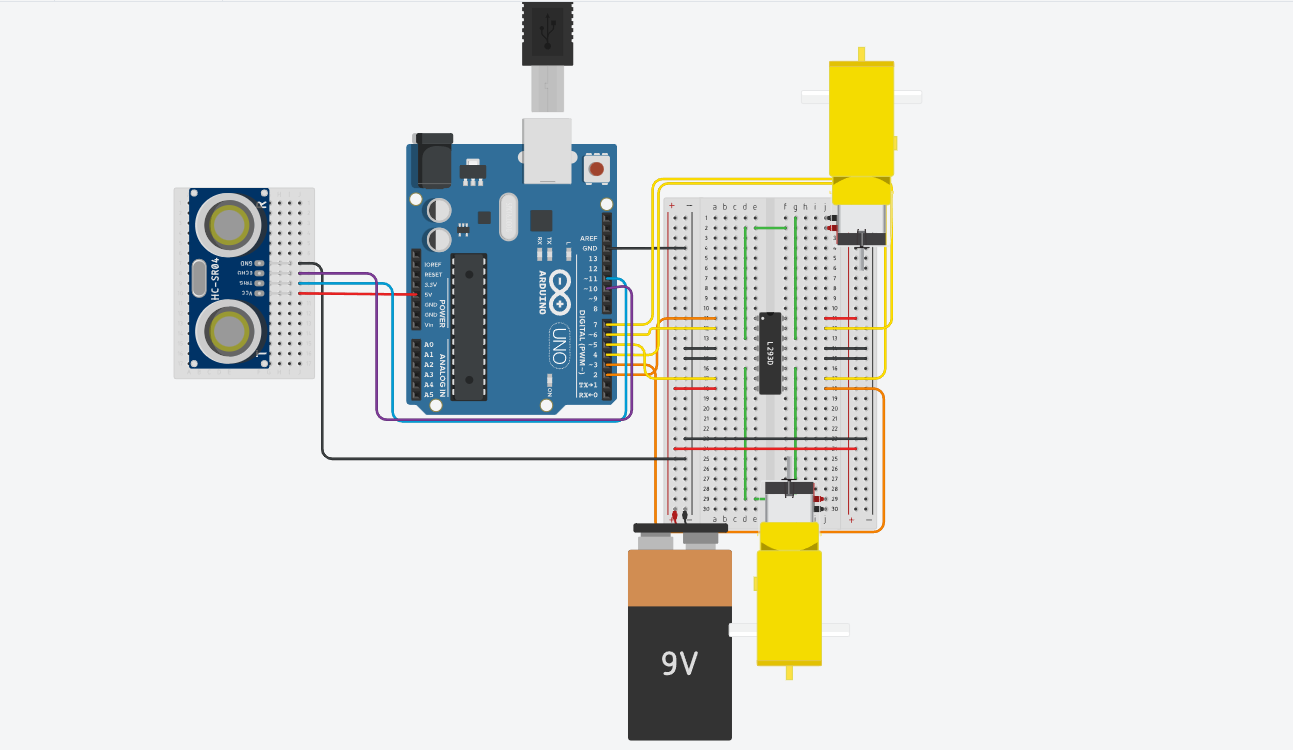 HC-SR04
R
T
GND
ECHO
TRIG
VCC
IOREF
RESET
3.3V
5V
GND
GND
Vin
POWER
A0
A1
A2
A3
A4
A5
ANALOG IN
RX
TX
L
ARDUINO
UNO
ON
AREF
GND
13
12
~11
~10
~9
8
7
~6
~5
4
~3
2
TX→1
RX←0
DIGITAL (PWM~)
+ − a b c d e f g h i j
L293D
a b c d e j + −
9V